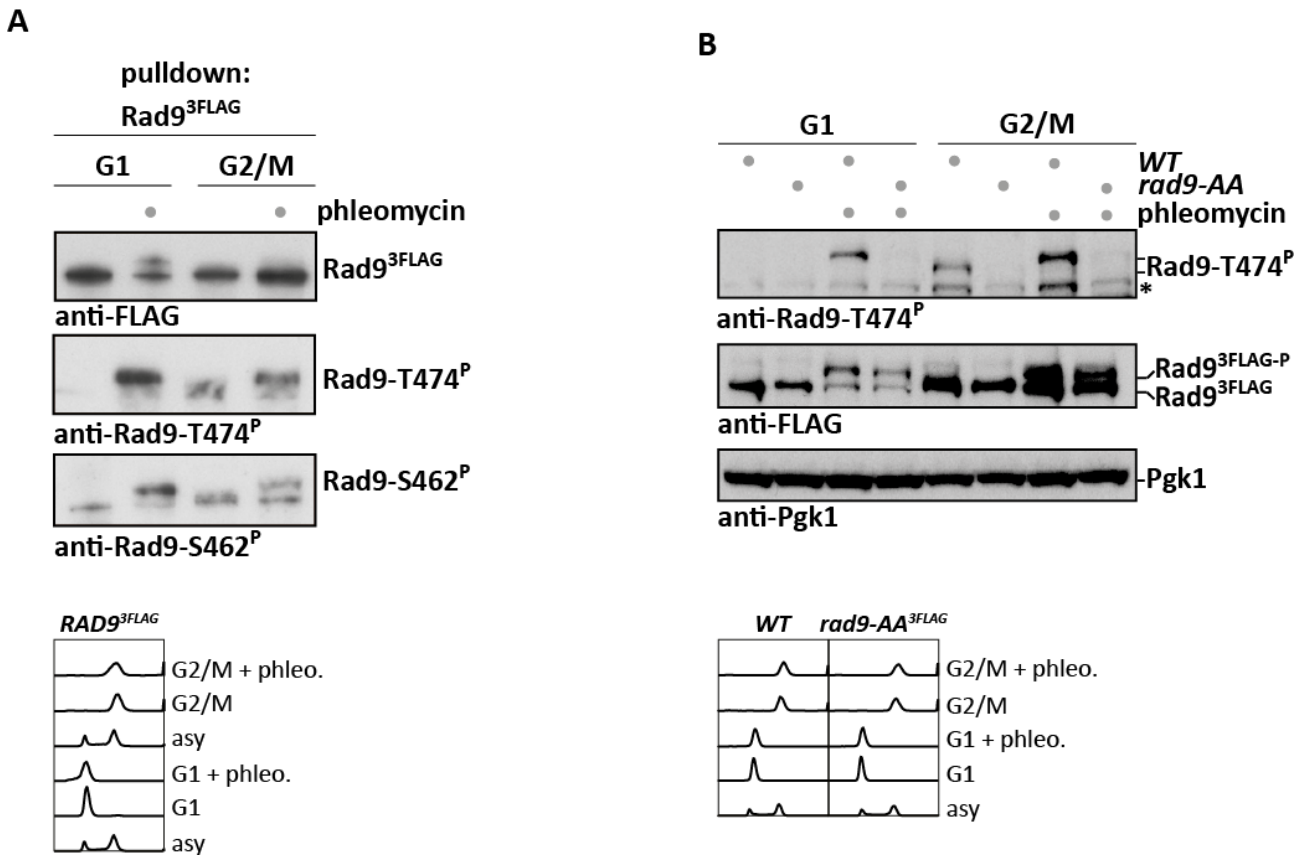 A
pulldown:
Rad9^3FLAG
G1 G2/M
phleomycin
Rad9^3FLAG
anti-FLAG
Rad9-T474^P
anti-Rad9-T474^P
Rad9-S462^P
anti-Rad9-S462^P
RAD9^3FLAG
G2/M + phleo.
G2/M
asy
G1 + phleo.
G1
asy
B
G1 G2/M
WT
rad9-AA
phleomycin
Rad9-T474^P
*
anti-Rad9-T474^P
Rad9^3FLAG-P
Rad9^3FLAG
anti-FLAG
Pgk1
anti-Pgk1
WT rad9-AA^3FLAG
G2/M + phleo.
G2/M
G1 + phleo.
G1
asy